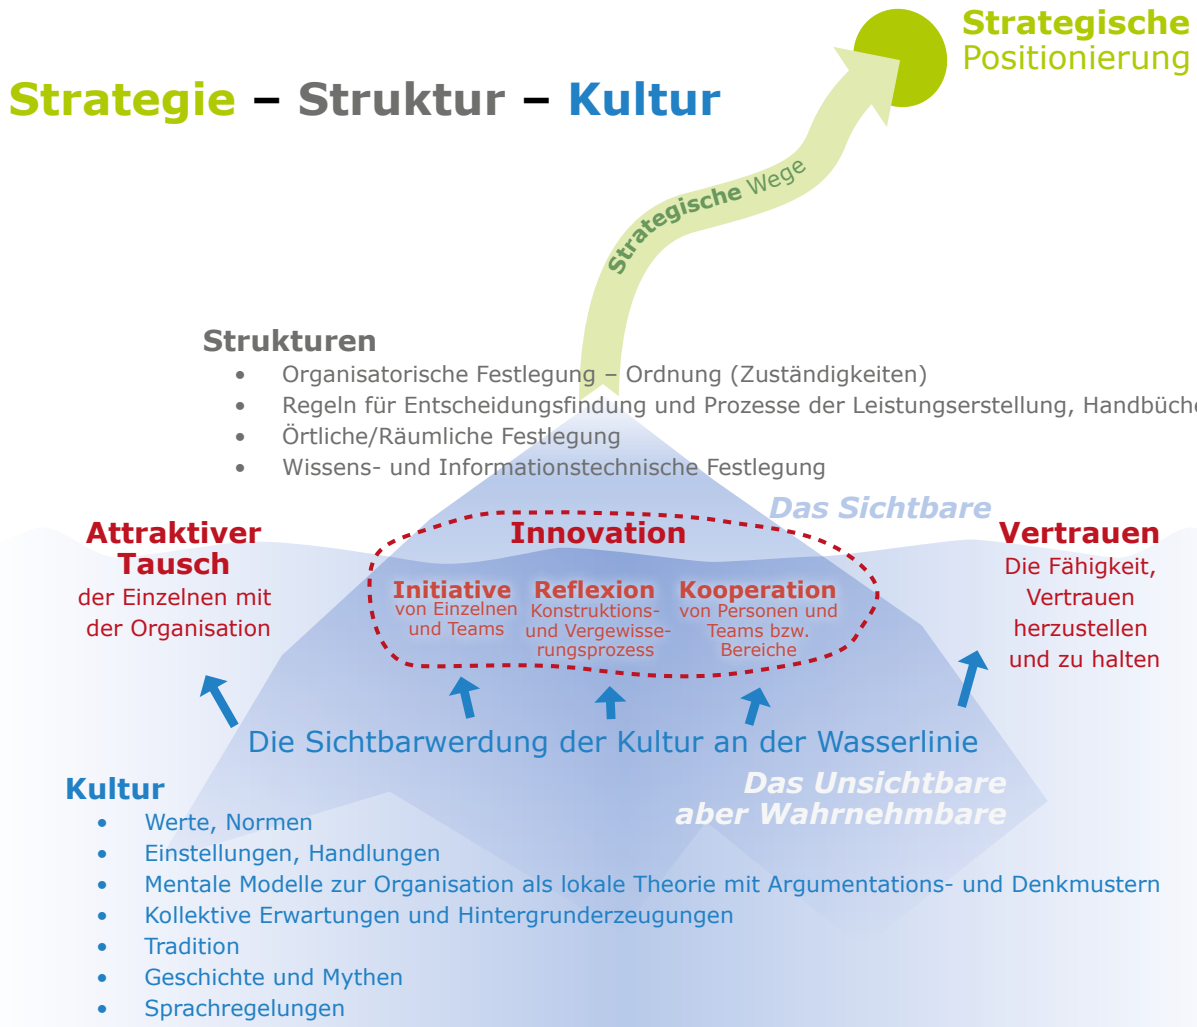 Strategische
Positionierung
Strategie – Struktur – Kultur
Strategische Wege
Strukturen
• Organisatorische Festlegung – Ordnung (Zuständigkeiten)
• Regeln für Entscheidungsfindung und Prozesse der Leistungserstellung, Handbüche
• Örtliche/Räumliche Festlegung
• Wissens- und Informationstechnische Festlegung
Das Sichtbare
Attraktiver
Tausch
der Einzelnen mit
der Organisation
Innovation
Initiative
von Einzelnen
und Teams
Reflexion
Konstruktions-
und Vergewisse-
rungsprozess
Kooperation
von Personen und
Teams bzw.
Bereiche
Vertrauen
Die Fähigkeit,
Vertrauen
herzustellen
und zu halten
Die Sichtbarwerdung der Kultur an der Wasserlinie
Das Unsichtbare
aber Wahrnehmbare
Kultur
• Werte, Normen
• Einstellungen, Handlungen
• Mentale Modelle zur Organisation als lokale Theorie mit Argumentations- und Denkmustern
• Kollektive Erwartungen und Hintergrunderzeugungen
• Tradition
• Geschichte und Mythen
• Sprachregelungen